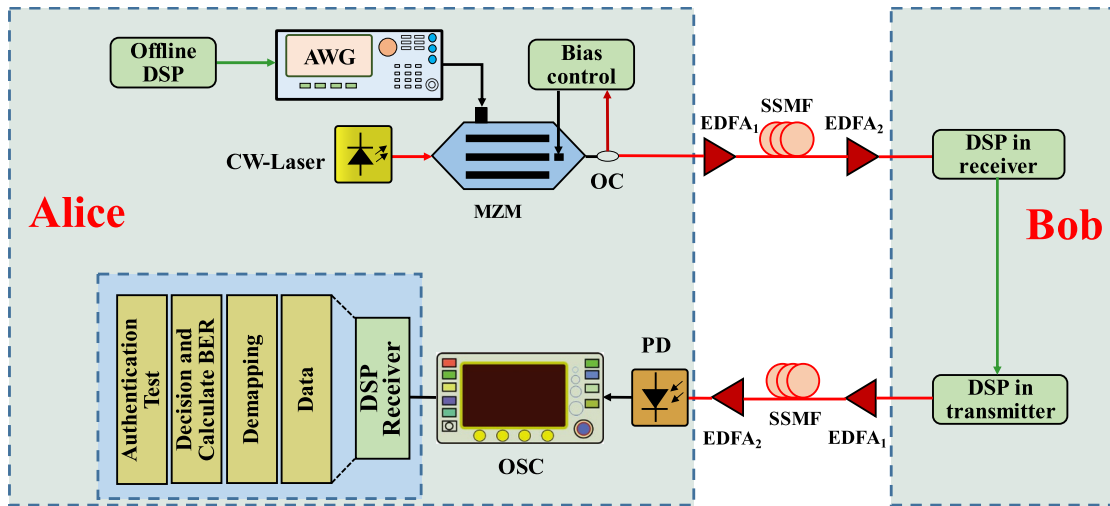 Offline
DSP
AWG
Bias
control
CW-Laser
MZM
OC
EDFA₁
SSMF
EDFA₂
DSP in
receiver
Alice
Bob
Authentication
Test
Decision and
Calculate BER
Demapping
Data
DSP
Receiver
OSC
PD
EDFA₂
SSMF
EDFA₁
DSP in
transmitter